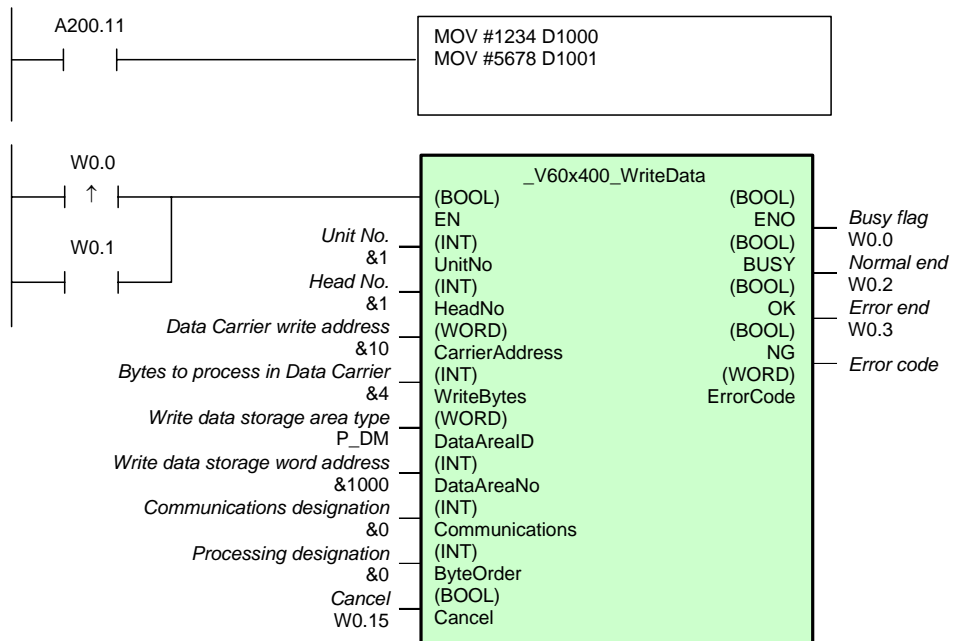 A200.11
MOV #1234 D1000
MOV #5678 D1001
W0.0
↑
W0.1
_V60x400_WriteData
(BOOL) (BOOL)
EN ENO
Unit No. (INT) (BOOL) Busy flag
&1 UnitNo BUSY W0.0
Head No. (INT) (BOOL) Normal end
&1 HeadNo OK W0.2
Data Carrier write address (WORD) (BOOL) Error end
&10 CarrierAddress NG W0.3
Bytes to process in Data Carrier (INT) (WORD) Error code
&4 WriteBytes ErrorCode
Write data storage area type (WORD)
P_DM DataAreaID
Write data storage word address (INT)
&1000 DataAreaNo
Communications designation (INT)
&0 Communications
Processing designation (INT)
&0 ByteOrder
Cancel (BOOL)
W0.15 Cancel